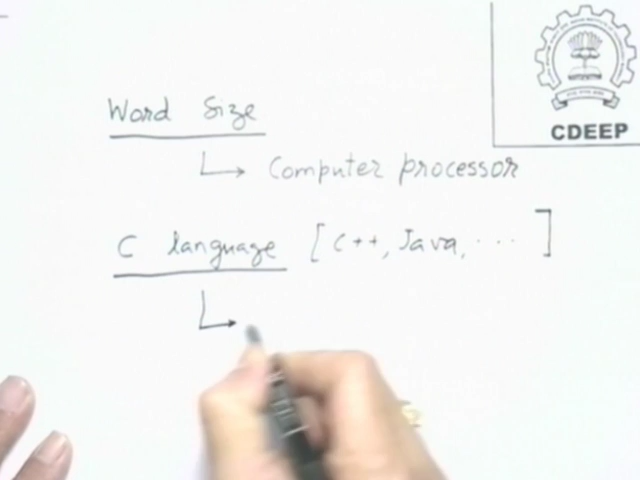 CDEEP
Word Size
Computer processor
C language [C++, Java, ...]